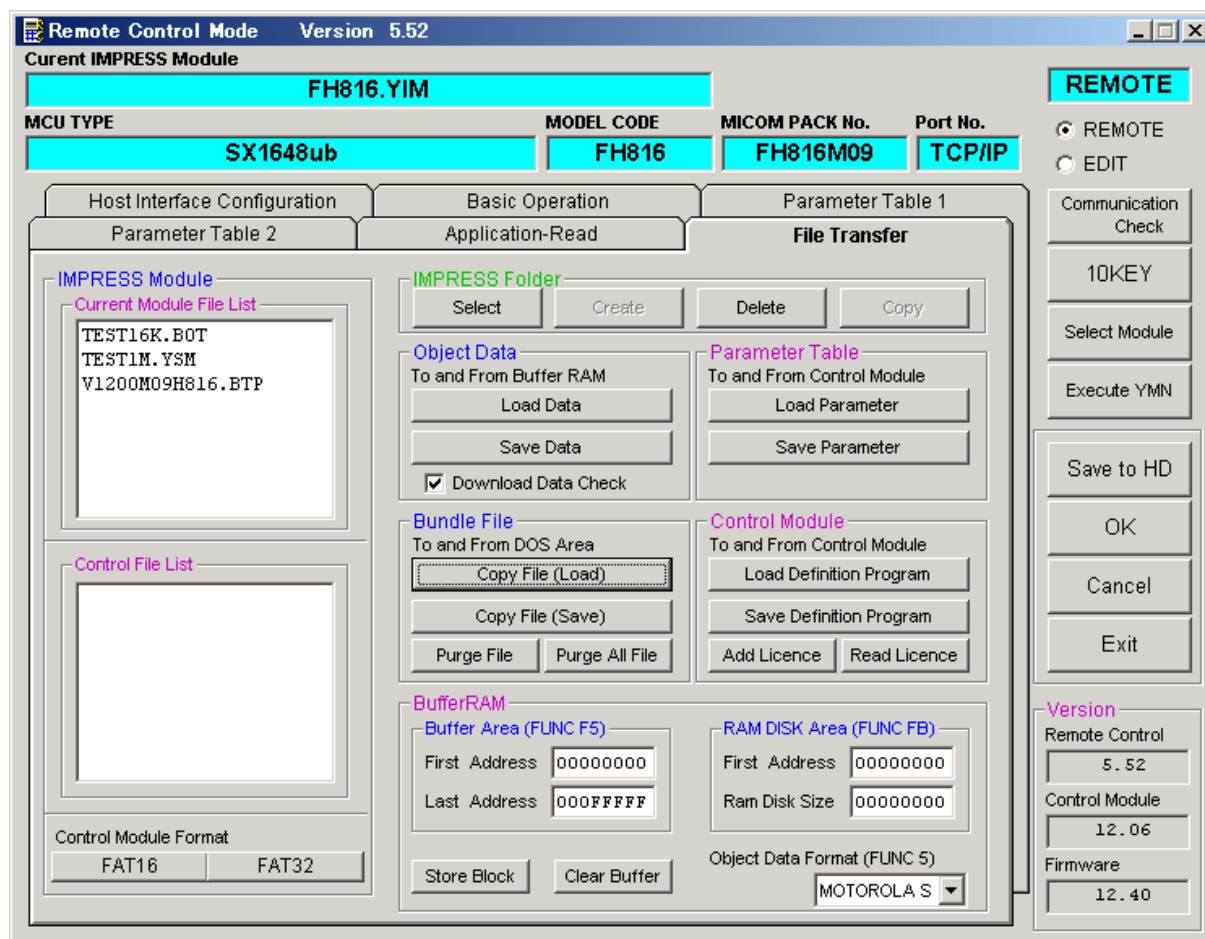 Remote Control Mode Version 5.52
Curent IMPRESS Module
FH816.YIM
MCU TYPE MODEL CODE MICOM PACK No. Port No.
SX1648ub FH816 FH816M09 TCP/IP
REMOTE
REMOTE
EDIT
Host Interface Configuration Basic Operation Parameter Table 1
Parameter Table 2 Application-Read File Transfer
IMPRESS Module
Current Module File List
TEST16K.BOT
TEST1M.YSM
V1200M09H816.BTP
Control File List
Control Module Format
FAT16 FAT32
IMPRESS Folder
Select Create Delete Copy
Object Data
To and From Buffer RAM
Load Data
Save Data
Download Data Check
Parameter Table
To and From Control Module
Load Parameter
Save Parameter
Bundle File
To and From DOS Area
Copy File (Load)
Copy File (Save)
Purge File Purge All File
Control Module
To and From Control Module
Load Definition Program
Save Definition Program
Add Licence Read Licence
BufferRAM
Buffer Area (FUNC F5)
First Address 00000000
Last Address 000FFFFF
RAM DISK Area (FUNC FB)
First Address 00000000
Ram Disk Size 00000000
Store Block Clear Buffer
Object Data Format (FUNC 5)
MOTOROLA S
Communication
Check
10KEY
Select Module
Execute YMN
Save to HD
OK
Cancel
Exit
Version
Remote Control
5.52
Control Module
12.06
Firmware
12.40